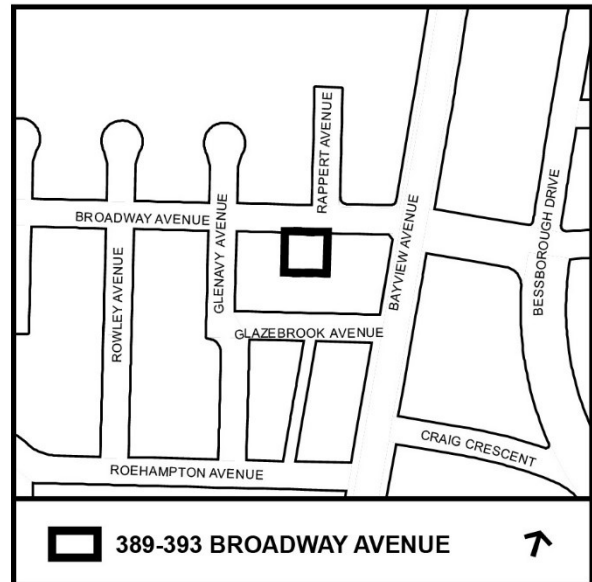 RAPPERT AVENUE
BROADWAY AVENUE
GLENAVY AVENUE
BAYVIEW AVENUE
BESSBOROUGH DRIVE
ROWLEY AVENUE
GLAZEBROOK AVENUE
CRAIG CRESCENT
ROEHAMPTON AVENUE
389-393 BROADWAY AVENUE